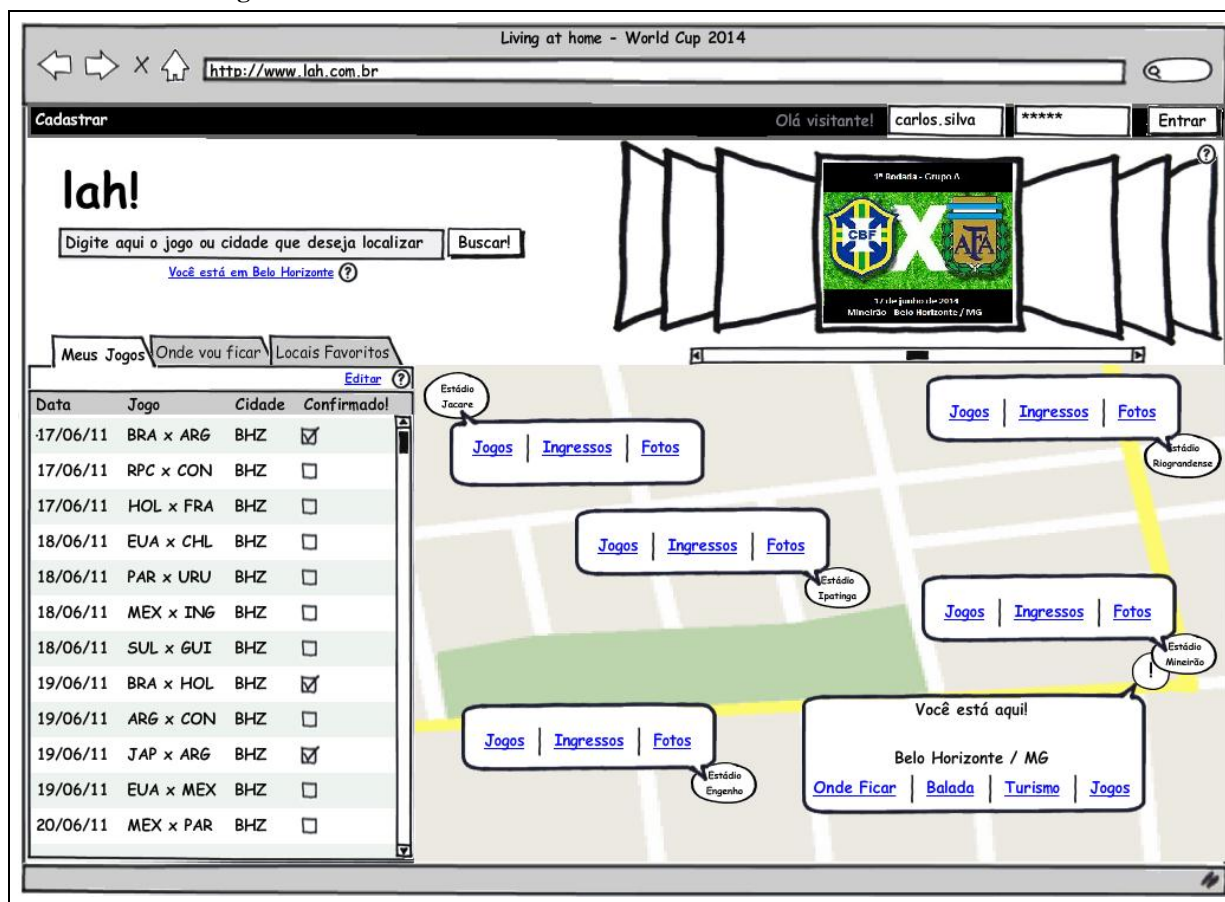 Living at home - World Cup 2014
http://www.lah.com.br
Cadastrar
Olá visitante!
carlos.silva
*****
Entrar
lah!
Digite aqui o jogo ou cidade que deseja localizar
Buscar!
Você está em Belo Horizonte ?
?
1ª Rodada - Grupo A
CBF X AFA
17 de junho de 2014
Mineirão - Belo Horizonte / MG
Meus Jogos
Onde vou ficar
Locais Favoritos
Editar ?
Data Jogo Cidade Confirmado!
17/06/11 BRA x ARG BHZ
17/06/11 RPC x CON BHZ
17/06/11 HOL x FRA BHZ
18/06/11 EUA x CHL BHZ
18/06/11 PAR x URU BHZ
18/06/11 MEX x ING BHZ
18/06/11 SUL x GUI BHZ
19/06/11 BRA x HOL BHZ
19/06/11 ARG x CON BHZ
19/06/11 JAP x ARG BHZ
19/06/11 EUA x MEX BHZ
20/06/11 MEX x PAR BHZ
Estádio
Jacare
Jogos | Ingressos | Fotos
Jogos | Ingressos | Fotos
Estádio
Riograndense
Jogos | Ingressos | Fotos
Estádio
Ipatinga
Jogos | Ingressos | Fotos
Estádio
Mineirão
!
Jogos | Ingressos | Fotos
Estádio
Engenho
Você está aqui!
Belo Horizonte / MG
Onde Ficar | Balada | Turismo | Jogos